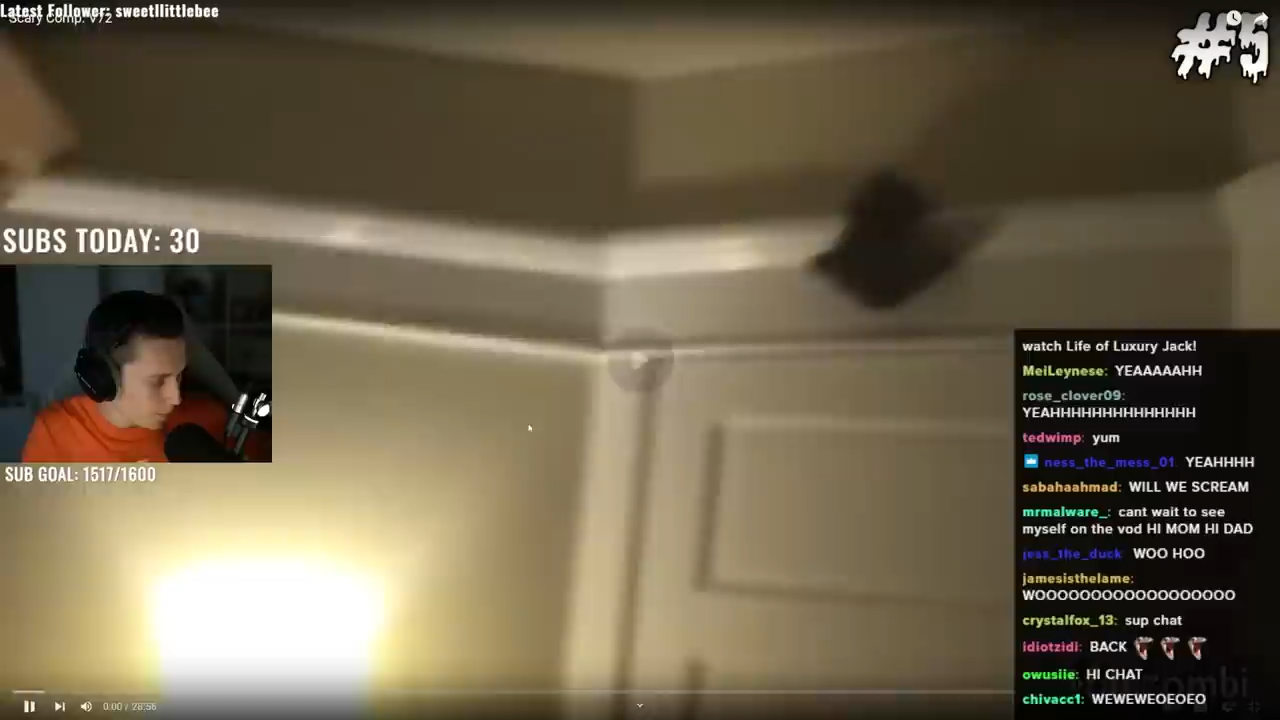 Latest Follower: sweetllittlebee
Scary Comp. V72
#5
SUBS TODAY: 30
SUB GOAL: 1517/1600
watch Life of Luxury Jack!
MeiLeynese: YEAAAAAHH
rose_clover09:
YEAHHHHHHHHHHHHHHH
tedwimp: yum
ness_the_mess_01: YEAHHHH
sabahaahmad: WILL WE SCREAM
mrmalware_: cant wait to see
myself on the vod HI MOM HI DAD
jess_the_duck: WOO HOO
jamesisthelame:
WOOOOOOOOOOOOOOOOOO
crystalfox_13: sup chat
idiotzidi: BACK
owusiie: HI CHAT
chivacc1: WEWEWEOEOEO
0:00 / 28:56